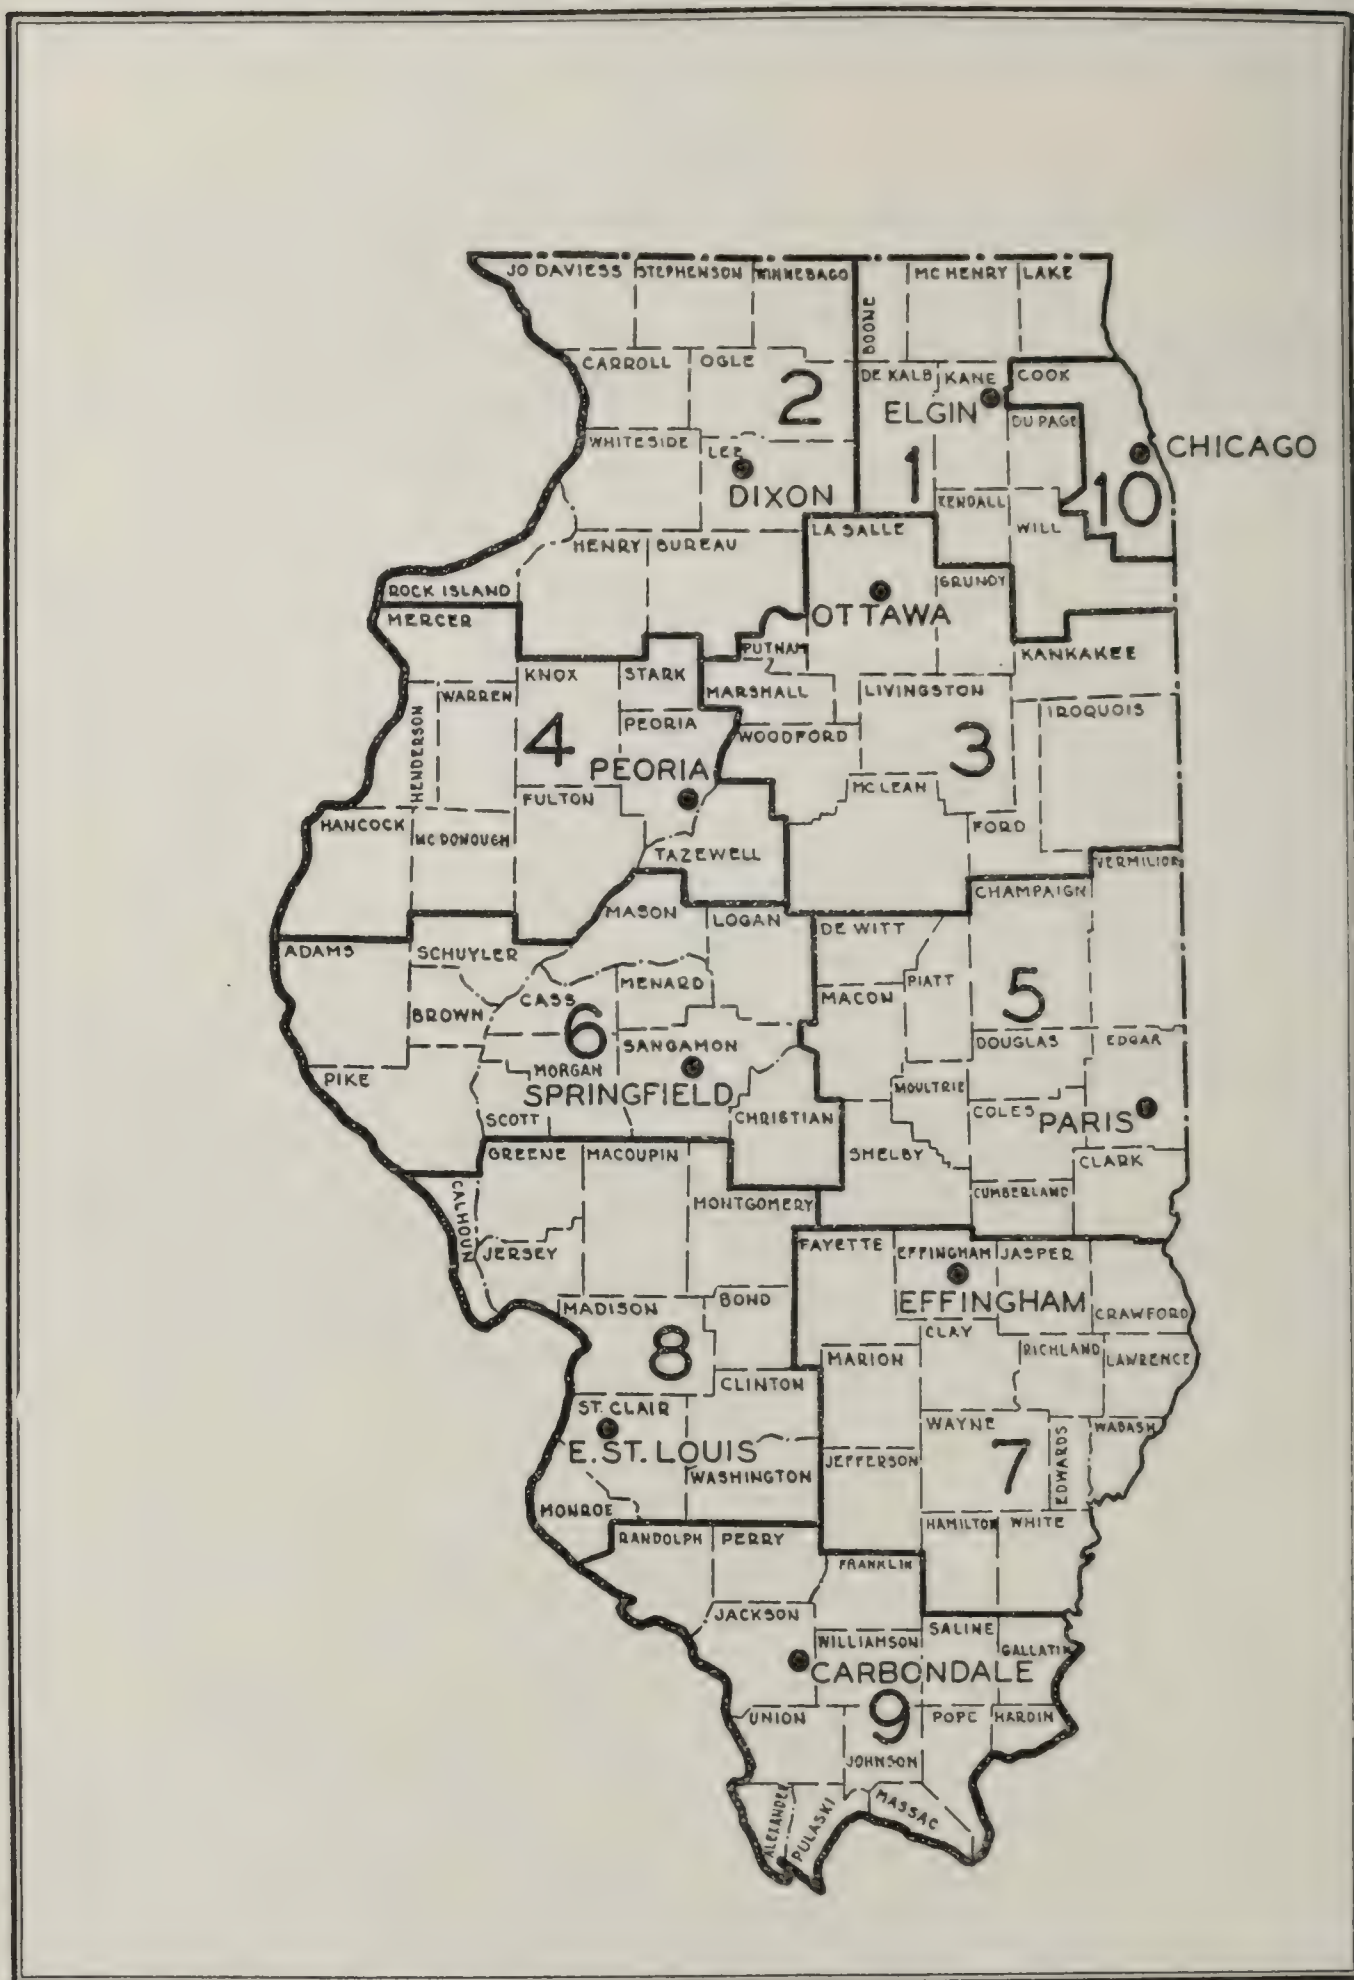 JO DAVIESS
STEPHENSON
WINNEBAGO
BOONE
MC HENRY
LAKE
CARROLL
OGLE
2
DE KALB
KANE
COOK
ELGIN
DU PAGE
WHITESIDE
LEE
DIXON
1
CHICAGO
10
KENDALL
WILL
LA SALLE
HENRY
BUREAU
ROCK ISLAND
GRUNDY
OTTAWA
MERCER
PUTNAM
KANKAKEE
KNOX
STARK
MARSHALL
LIVINGSTON
WARREN
HENDERSON
IROQUOIS
PEORIA
WOODFORD
4
3
PEORIA
MC LEAN
FULTON
HANCOCK
MC DONOUGH
FORD
TAZEWELL
VERMILION
CHAMPAIGN
MASON
LOGAN
DE WITT
ADAMS
SCHUYLER
PIATT
MENARD
CASS
MACON
5
BROWN
6
SANGAMON
DOUGLAS
EDGAR
PIKE
MORGAN
SPRINGFIELD
MOULTRIE
SCOTT
CHRISTIAN
COLES
PARIS
GREENE
MACOUPIN
SHELBY
CLARK
CALHOUN
MONTGOMERY
CUMBERLAND
JERSEY
FAYETTE
EFFINGHAM
JASPER
MADISON
BOND
EFFINGHAM
CRAWFORD
8
CLAY
MARION
RICHLAND
LAWRENCE
CLINTON
ST. CLAIR
WAYNE
WABASH
E. ST. LOUIS
7
EDWARDS
WASHINGTON
JEFFERSON
MONROE
RANDOLPH
PERRY
HAMILTON
WHITE
FRANKLIN
JACKSON
SALINE
WILLIAMSON
GALLATIN
CARBONDALE
9
UNION
POPE
HARDIN
JOHNSON
ALEXANDER
PULASKI
MASSAC